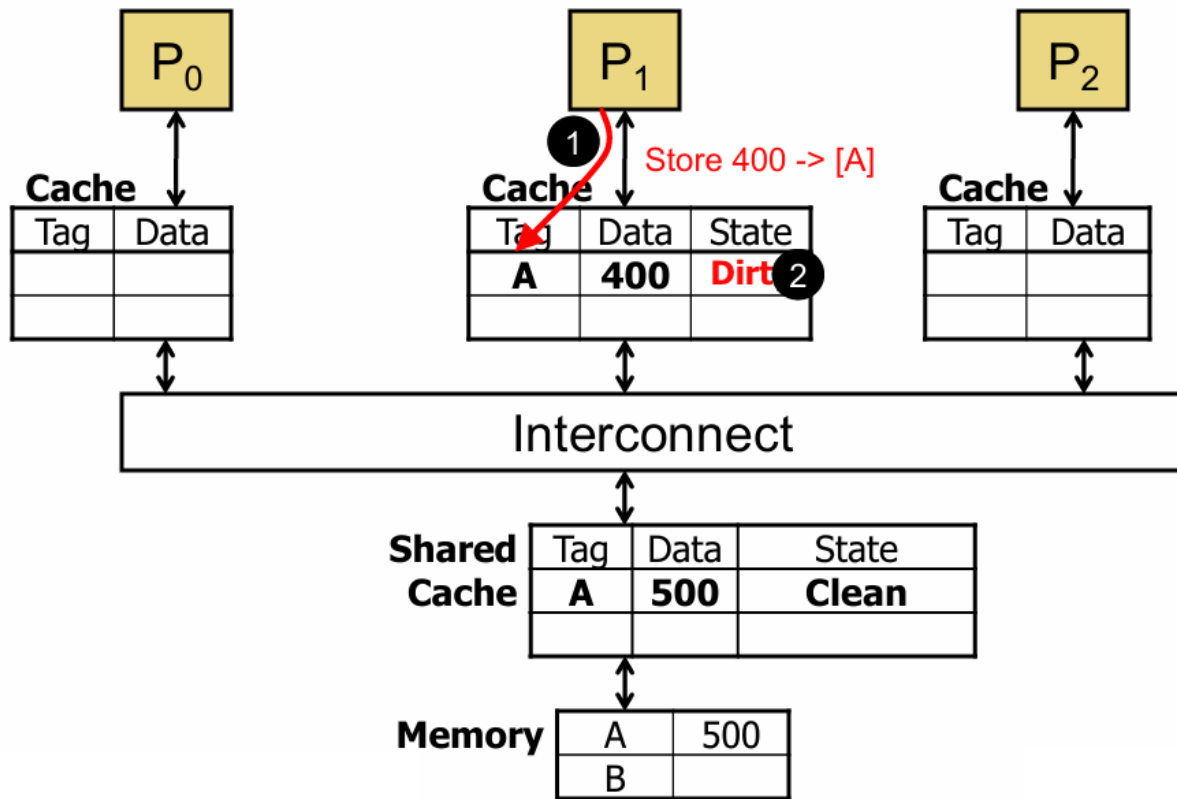 P0 P1 P2
1
Store 400 -> [A]
Cache Cache Cache
Tag Data Tag Data State Tag Data
A 400 Dirt 2
Interconnect
Shared Tag Data State
Cache A 500 Clean
Memory A 500
B